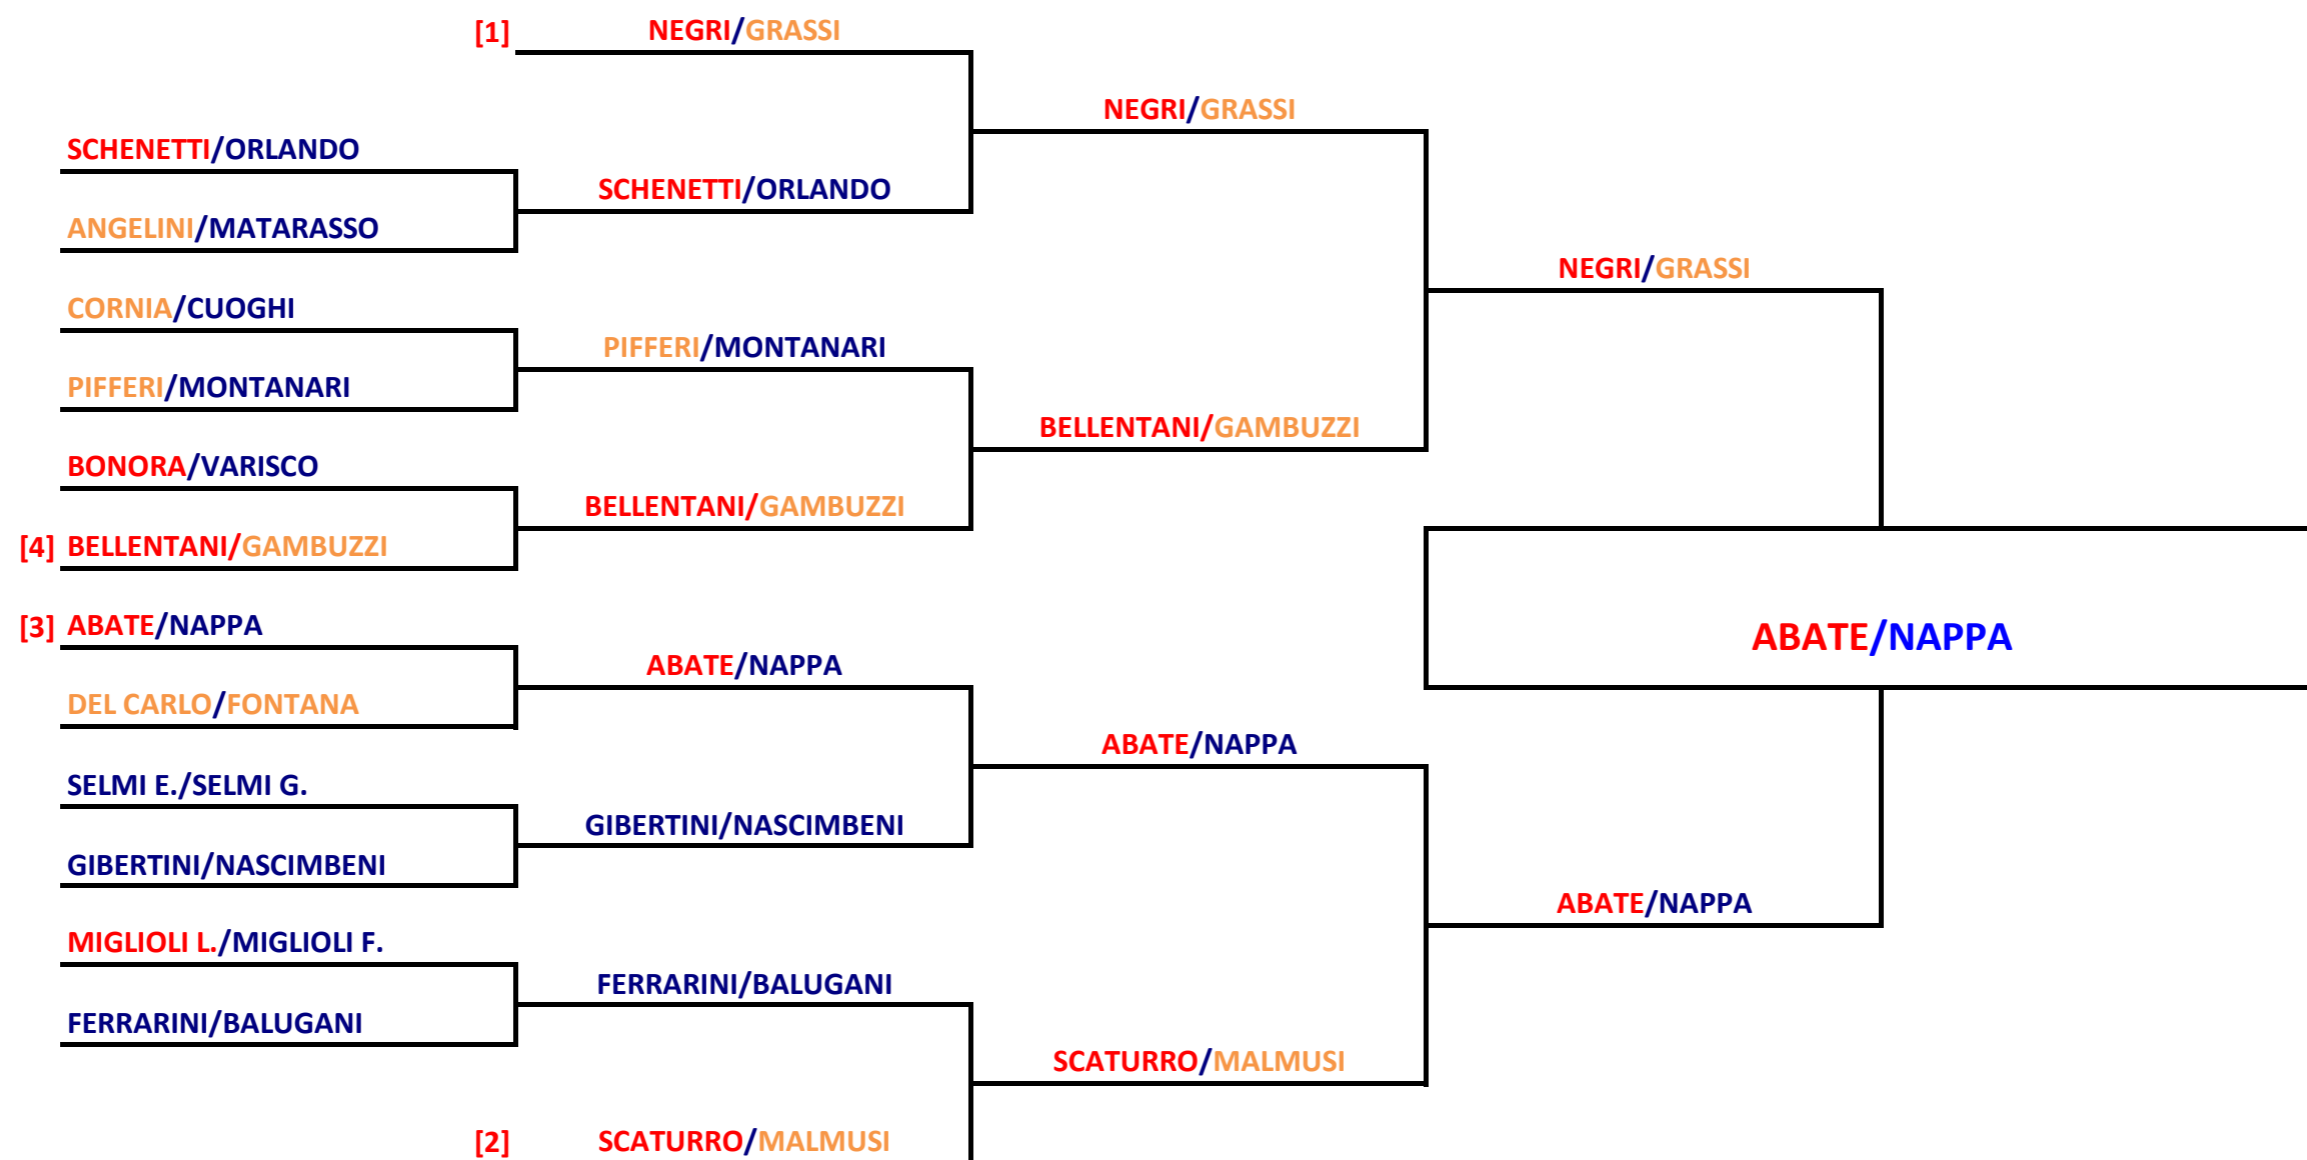 [1] NEGRI/GRASSI
NEGRI/GRASSI
SCHENETTI/ORLANDO
SCHENETTI/ORLANDO
ANGELINI/MATARASSO
NEGRI/GRASSI
CORNIA/CUOGHI
PIFFERI/MONTANARI
PIFFERI/MONTANARI
BELLENTANI/GAMBUZZI
BONORA/VARISCO
BELLENTANI/GAMBUZZI
[4] BELLENTANI/GAMBUZZI
[3] ABATE/NAPPA
ABATE/NAPPA
ABATE/NAPPA
DEL CARLO/FONTANA
ABATE/NAPPA
SELMI E./SELMI G.
GIBERTINI/NASCIMBENI
GIBERTINI/NASCIMBENI
ABATE/NAPPA
MIGLIOLI L./MIGLIOLI F.
FERRARINI/BALUGANI
FERRARINI/BALUGANI
SCATURRO/MALMUSI
[2] SCATURRO/MALMUSI